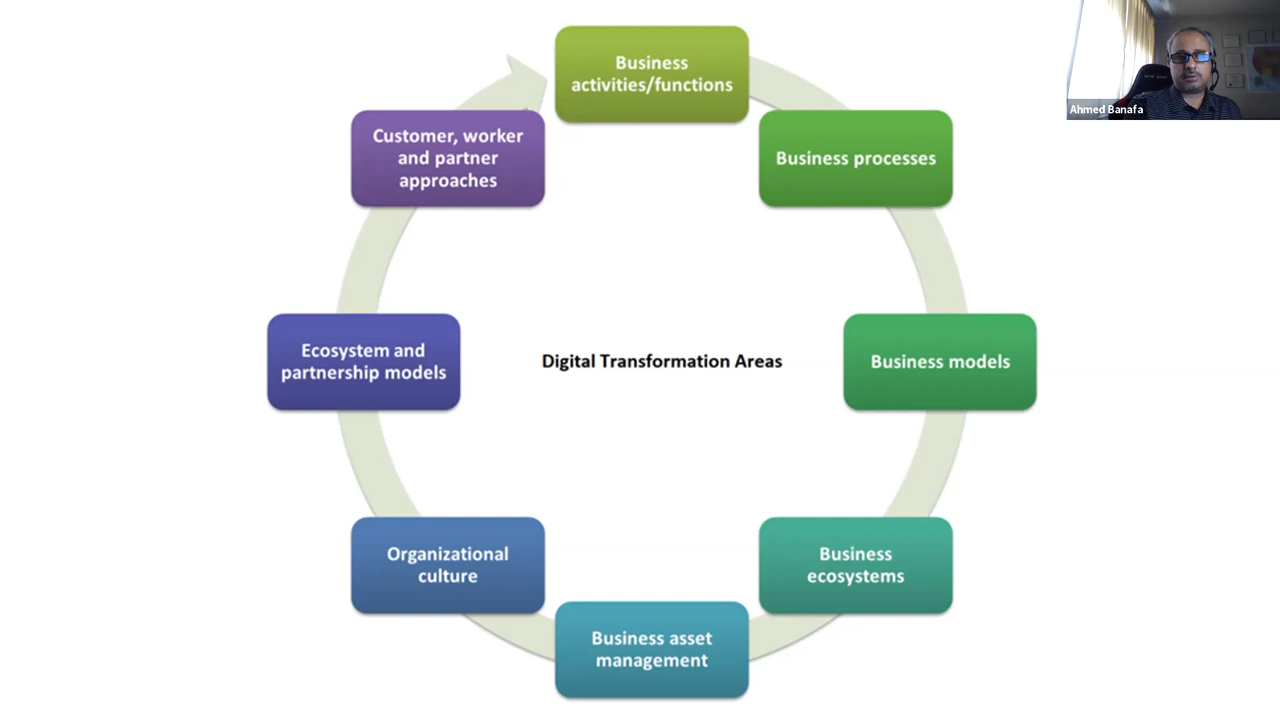 Business
activities/functions
Ahmed Banafa
Customer, worker
and partner
approaches
Business processes
Ecosystem and
partnership models
Digital Transformation Areas
Business models
Organizational
culture
Business
ecosystems
Business asset
management